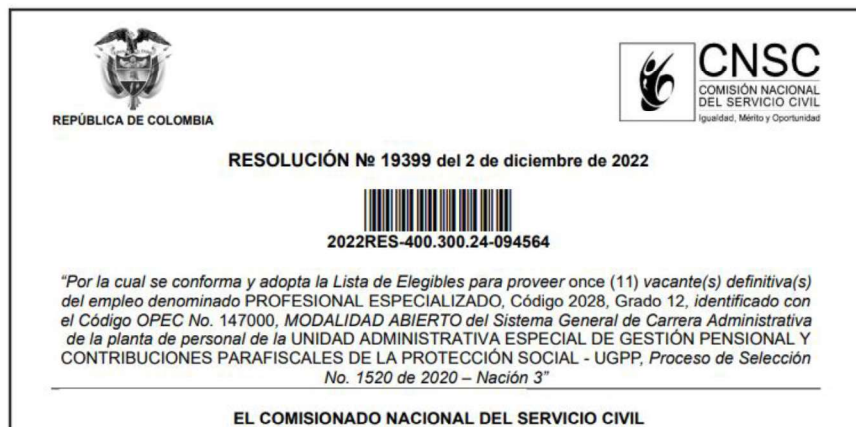 REPÚBLICA DE COLOMBIA
CNSC
COMISIÓN NACIONAL
DEL SERVICIO CIVIL
Igualdad, Mérito y Oportunidad
RESOLUCIÓN № 19399 del 2 de diciembre de 2022
2022RES-400.300.24-094564
“Por la cual se conforma y adopta la Lista de Elegibles para proveer once (11) vacante(s) definitiva(s)
del empleo denominado PROFESIONAL ESPECIALIZADO, Código 2028, Grado 12, identificado con
el Código OPEC No. 147000, MODALIDAD ABIERTO del Sistema General de Carrera Administrativa
de la planta de personal de la UNIDAD ADMINISTRATIVA ESPECIAL DE GESTIÓN PENSIONAL Y
CONTRIBUCIONES PARAFISCALES DE LA PROTECCIÓN SOCIAL - UGPP, Proceso de Selección
No. 1520 de 2020 – Nación 3”
EL COMISIONADO NACIONAL DEL SERVICIO CIVIL